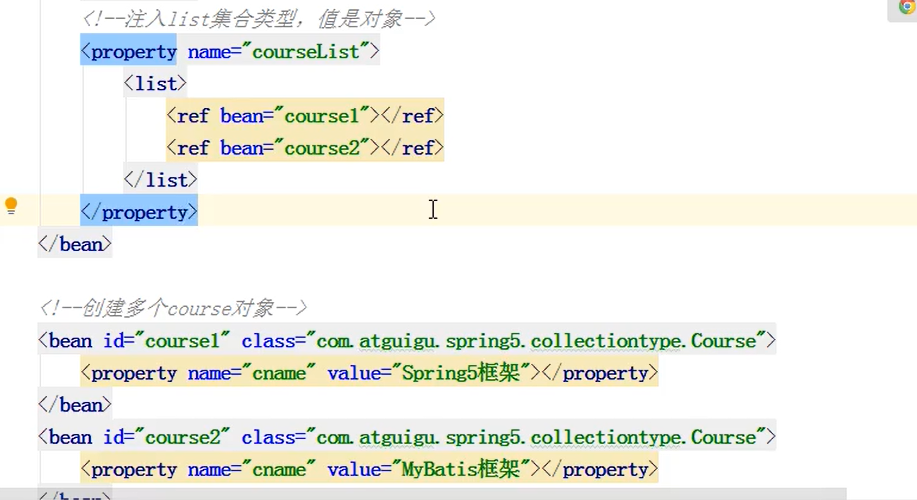 <!--注入list集合类型，值是对象-->
<property name="courseList">
<list>
<ref bean="course1"></ref>
<ref bean="course2"></ref>
</list>
</property>
</bean>
<!--创建多个course对象-->
<bean id="course1" class="com.atguigu.spring5.collectiontype.Course">
<property name="cname" value="Spring5框架"></property>
</bean>
<bean id="course2" class="com.atguigu.spring5.collectiontype.Course">
<property name="cname" value="MyBatis框架"></property>
</bean>